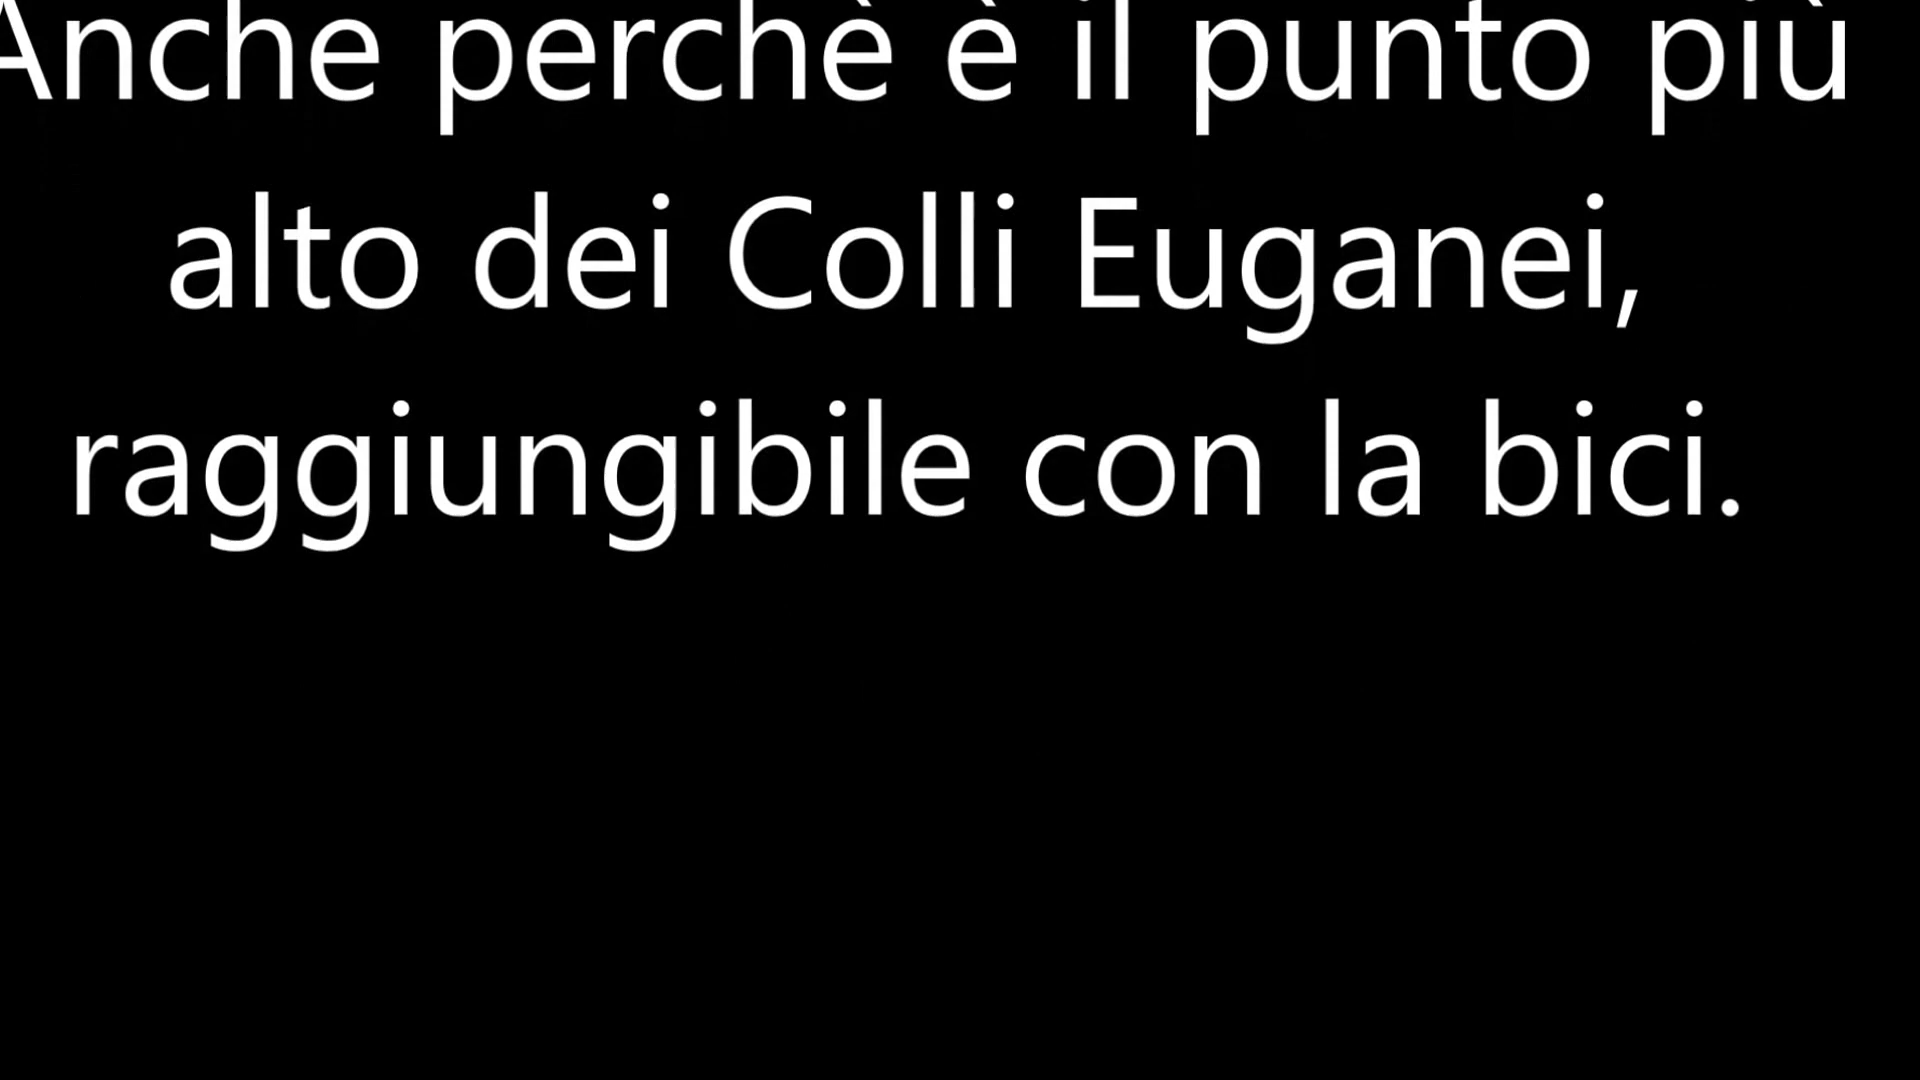 Anche perchè è il punto più
alto dei Colli Euganei,
raggiungibile con la bici.